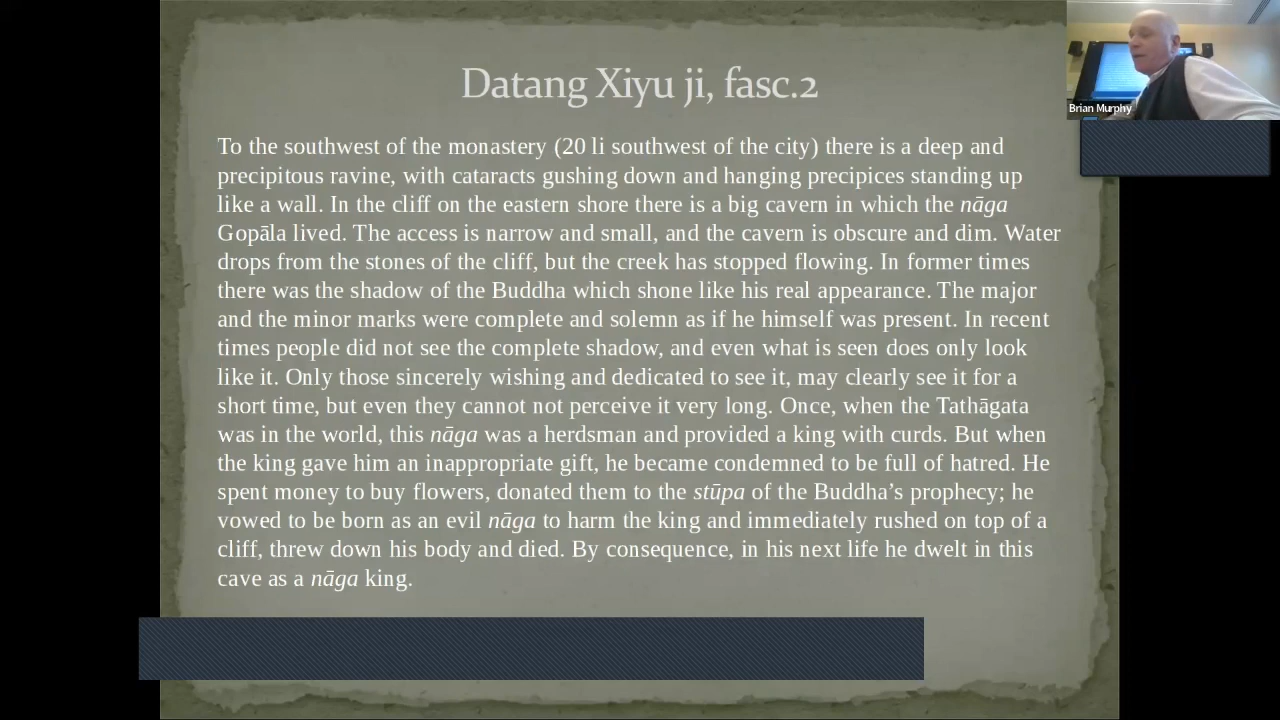 Datang Xiyu ji, fasc.2
Brian Murphy
To the southwest of the monastery (20 li southwest of the city) there is a deep and
precipitous ravine, with cataracts gushing down and hanging precipices standing up
like a wall. In the cliff on the eastern shore there is a big cavern in which the nāga
Gopāla lived. The access is narrow and small, and the cavern is obscure and dim. Water
drops from the stones of the cliff, but the creek has stopped flowing. In former times
there was the shadow of the Buddha which shone like his real appearance. The major
and the minor marks were complete and solemn as if he himself was present. In recent
times people did not see the complete shadow, and even what is seen does only look
like it. Only those sincerely wishing and dedicated to see it, may clearly see it for a
short time, but even they cannot not perceive it very long. Once, when the Tathāgata
was in the world, this nāga was a herdsman and provided a king with curds. But when
the king gave him an inappropriate gift, he became condemned to be full of hatred. He
spent money to buy flowers, donated them to the stūpa of the Buddha’s prophecy; he
vowed to be born as an evil nāga to harm the king and immediately rushed on top of a
cliff, threw down his body and died. By consequence, in his next life he dwelt in this
cave as a nāga king.